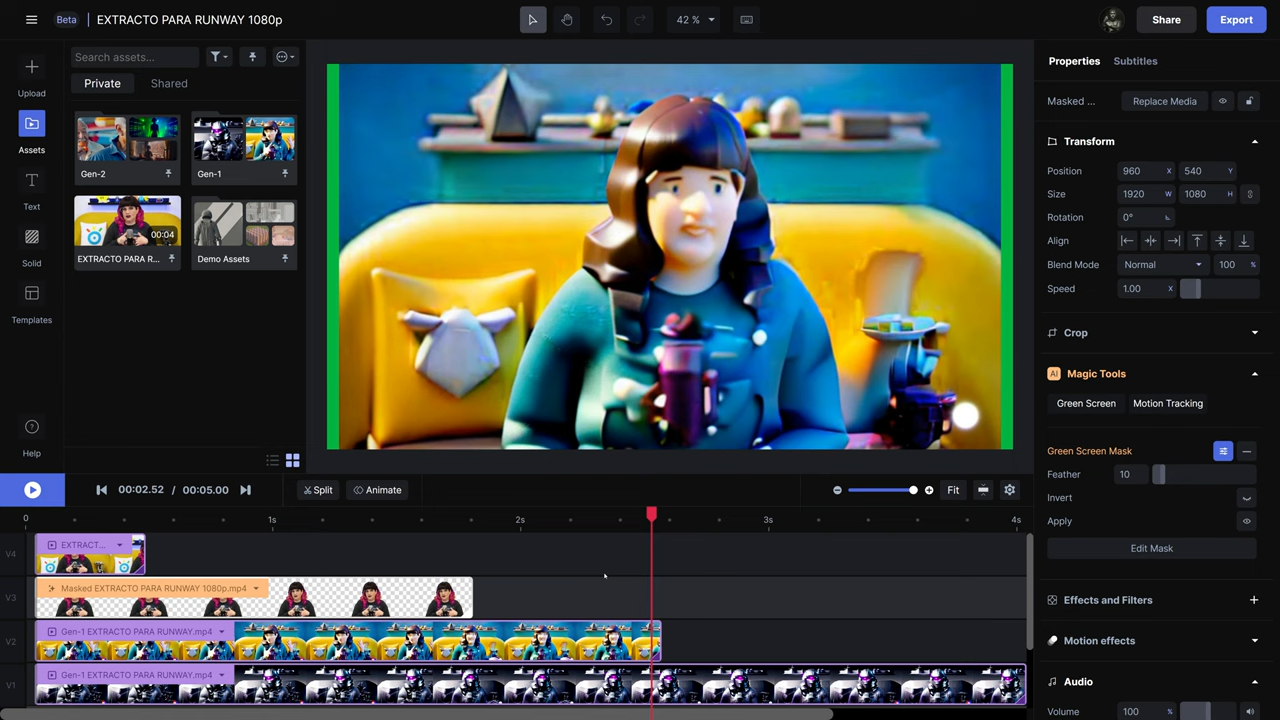 Beta EXTRACTO PARA RUNWAY 1080p
42 %
Share
Export
Upload
Assets
Text
Solid
Templates
Help
Search assets...
Private Shared
Gen-2
Gen-1
00:04
EXTRACTO PARA R...
Demo Assets
Properties Subtitles
Masked ... Replace Media
Transform
Position 960 X 540 Y
Size 1920 W 1080 H
Rotation 0°
Align
Blend Mode Normal 100 %
Speed 1.00 X
Crop
AI Magic Tools
Green Screen Motion Tracking
Green Screen Mask
Feather 10
Invert
Apply
Edit Mask
Effects and Filters
Motion effects
Audio
Volume 100 %
00:02.52 / 00:05.00
Split
Animate
Fit
0 1s 2s 3s 4s
V4 EXTRACT...
V3 Masked EXTRACTO PARA RUNWAY 1080p.mp4
V2 Gen-1 EXTRACTO PARA RUNWAY.mp4
V1 Gen-1 EXTRACTO PARA RUNWAY.mp4